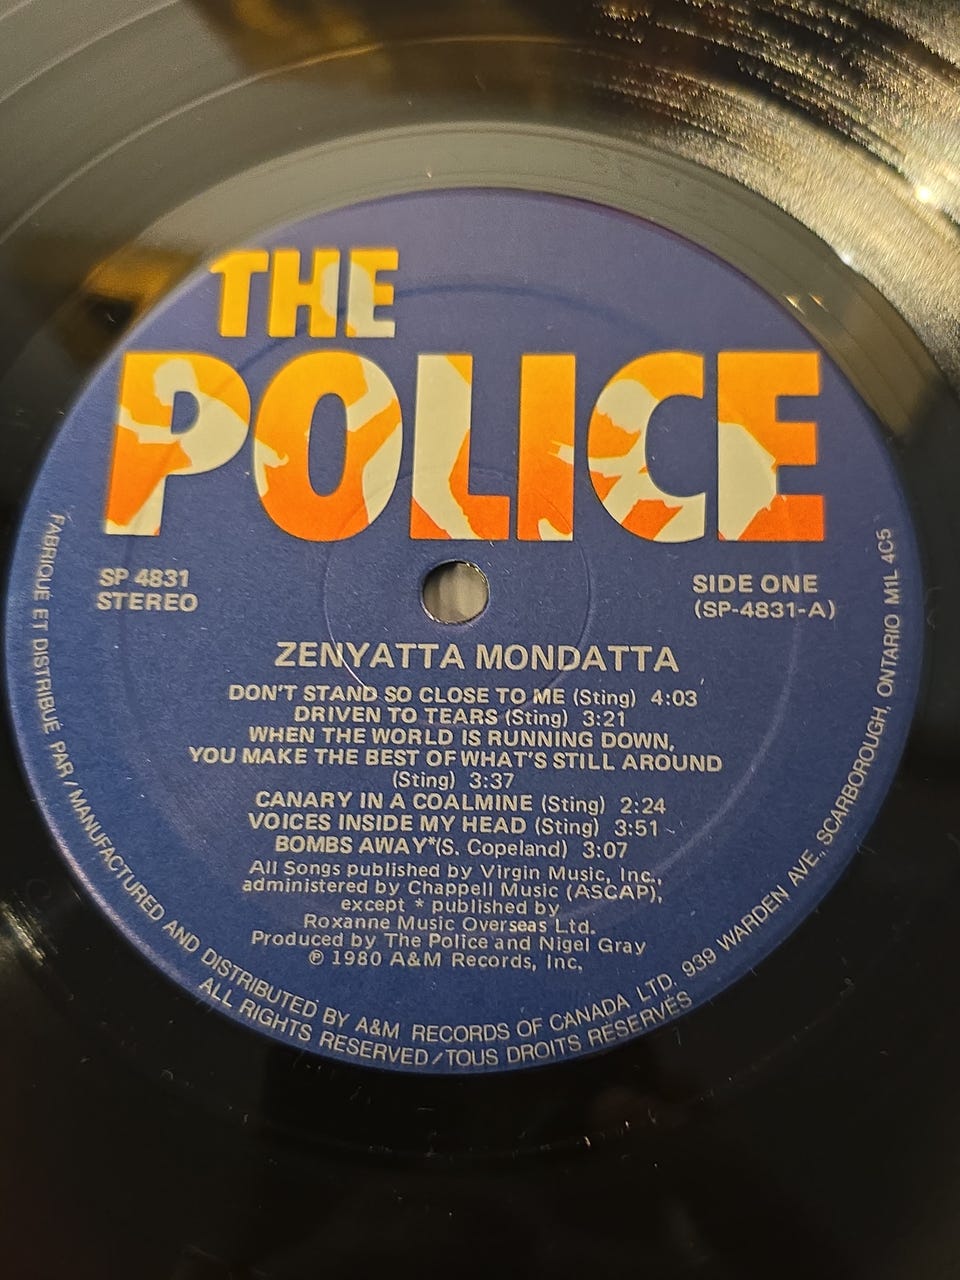 THE
POLICE
SP 4831
STEREO
SIDE ONE
(SP-4831-A)
ZENYATTA MONDATTA
DON'T STAND SO CLOSE TO ME (Sting) 4:03
DRIVEN TO TEARS (Sting) 3:21
WHEN THE WORLD IS RUNNING DOWN,
YOU MAKE THE BEST OF WHAT'S STILL AROUND
(Sting) 3:37
CANARY IN A COALMINE (Sting) 2:24
VOICES INSIDE MY HEAD (Sting) 3:51
BOMBS AWAY*(S. Copeland) 3:07
All Songs published by Virgin Music, Inc.,
administered by Chappell Music (ASCAP),
except * published by
Roxanne Music Overseas Ltd.
Produced by The Police and Nigel Gray
℗ 1980 A&M Records, Inc.
FABRIQUÉ ET DISTRIBUÉ PAR / MANUFACTURED AND DISTRIBUTED BY A&M RECORDS OF CANADA LTD. 939 WARDEN AVE., SCARBOROUGH, ONTARIO M1L 4C5
ALL RIGHTS RESERVED / TOUS DROITS RÉSERVÉS